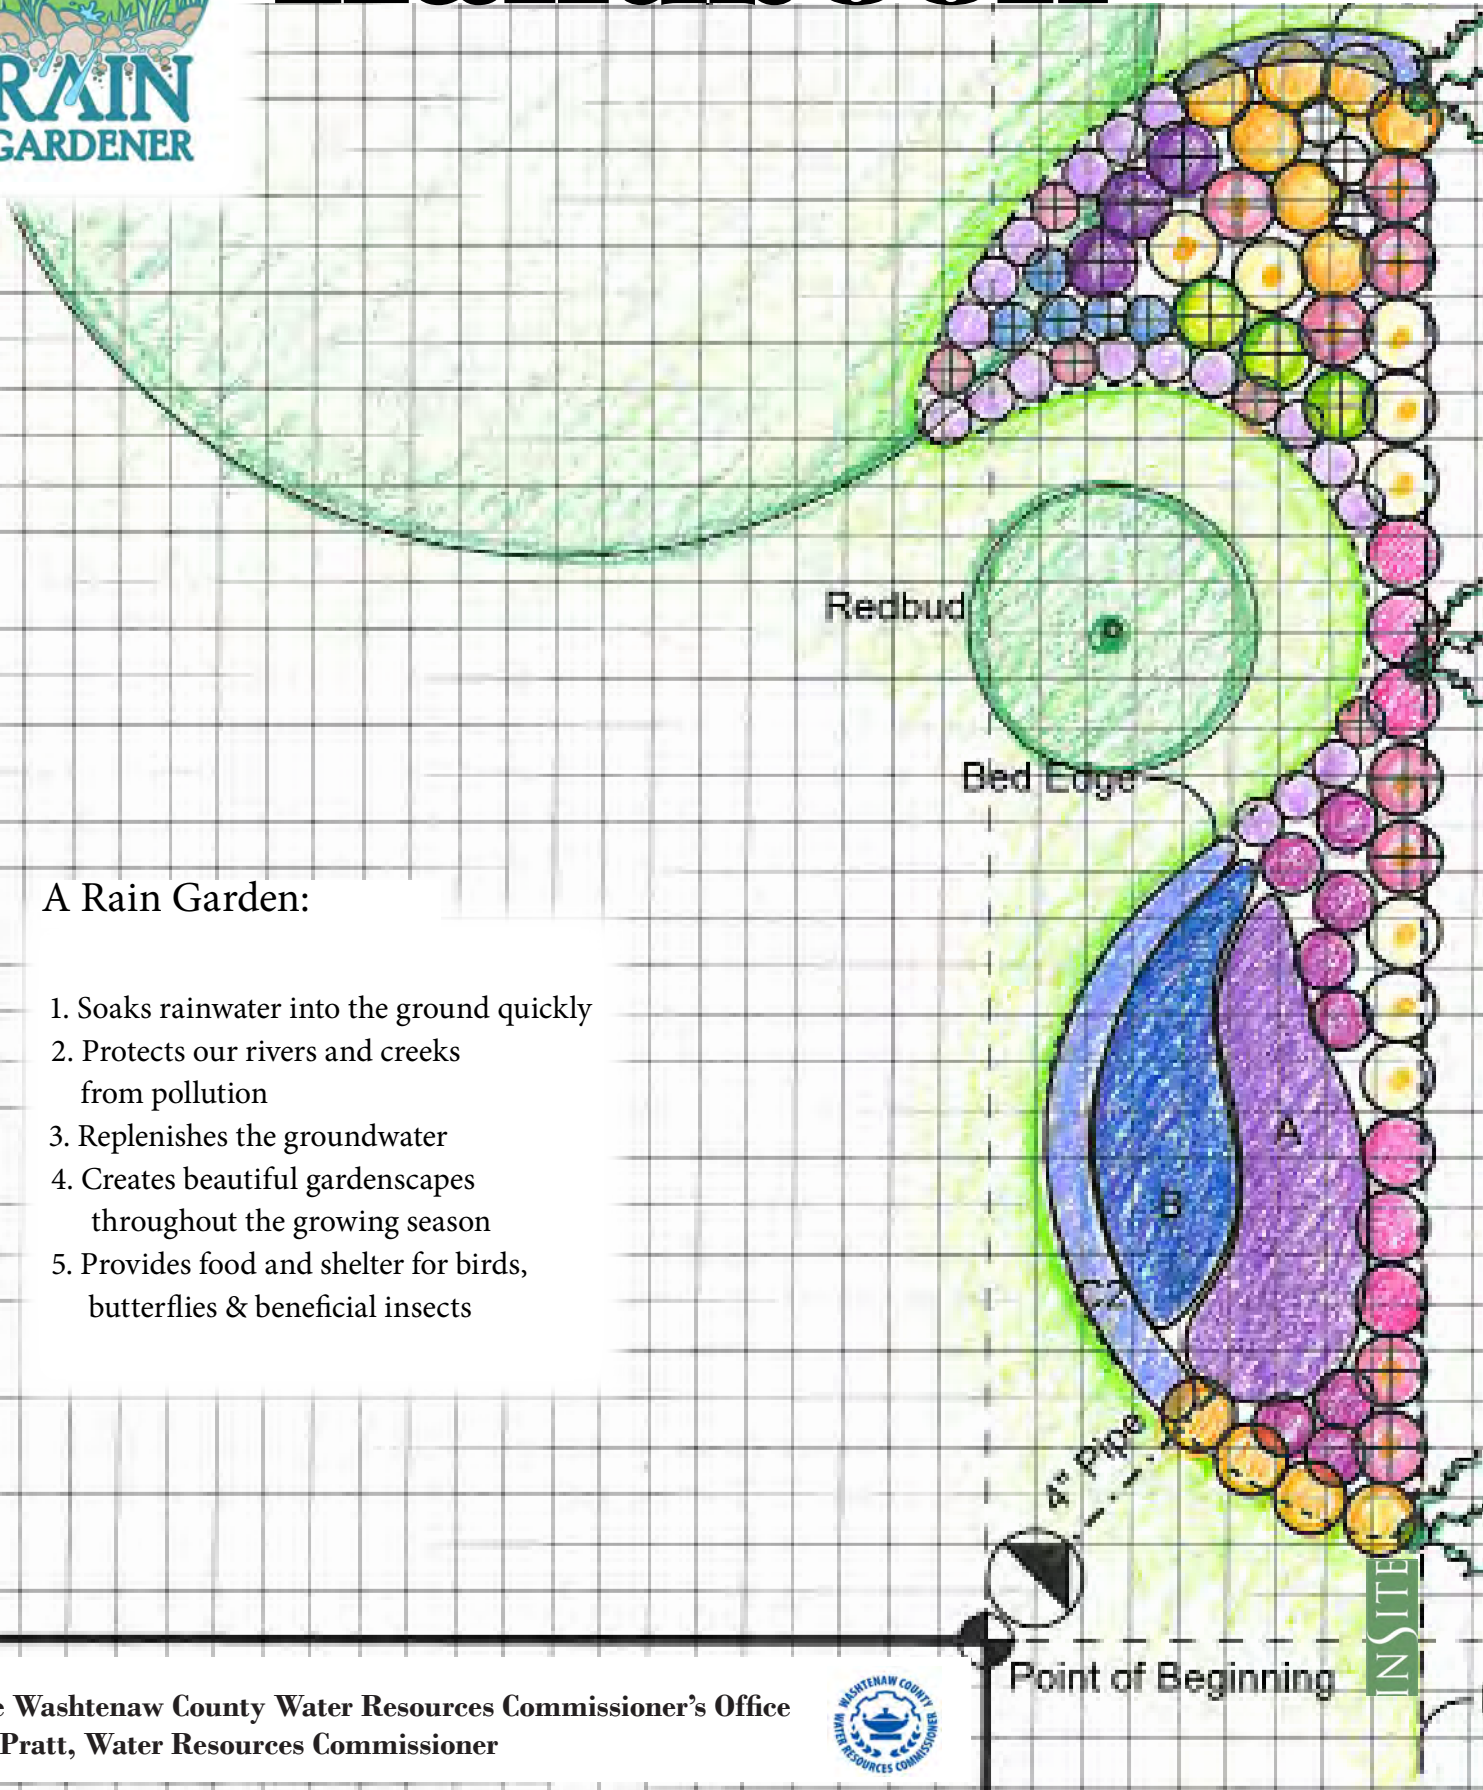 RAIN
GARDENER
Redbud
Bed Edge
A Rain Garden:
1. Soaks rainwater into the ground quickly
2. Protects our rivers and creeks
from pollution
3. Replenishes the groundwater
4. Creates beautiful gardenscapes
throughout the growing season
5. Provides food and shelter for birds,
butterflies & beneficial insects
A
B
4" Pipe
INSITE
Point of Beginning
Washtenaw County Water Resources Commissioner's Office
Pratt, Water Resources Commissioner
WASHTENAW COUNTY
WATER RESOURCES COMMISSIONER